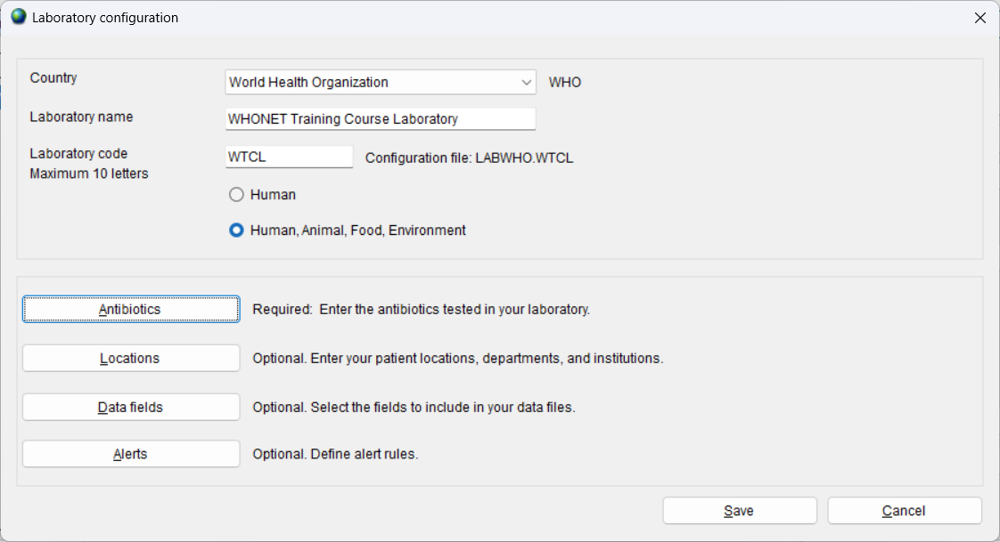 Laboratory configuration
Country
World Health Organization
WHO
Laboratory name
WHONET Training Course Laboratory
Laboratory code
Maximum 10 letters
WTCL
Configuration file: LABWHO.WTCL
Human
Human, Animal, Food, Environment
Antibiotics
Required:  Enter the antibiotics tested in your laboratory.
Locations
Optional. Enter your patient locations, departments, and institutions.
Data fields
Optional. Select the fields to include in your data files.
Alerts
Optional. Define alert rules.
Save
Cancel